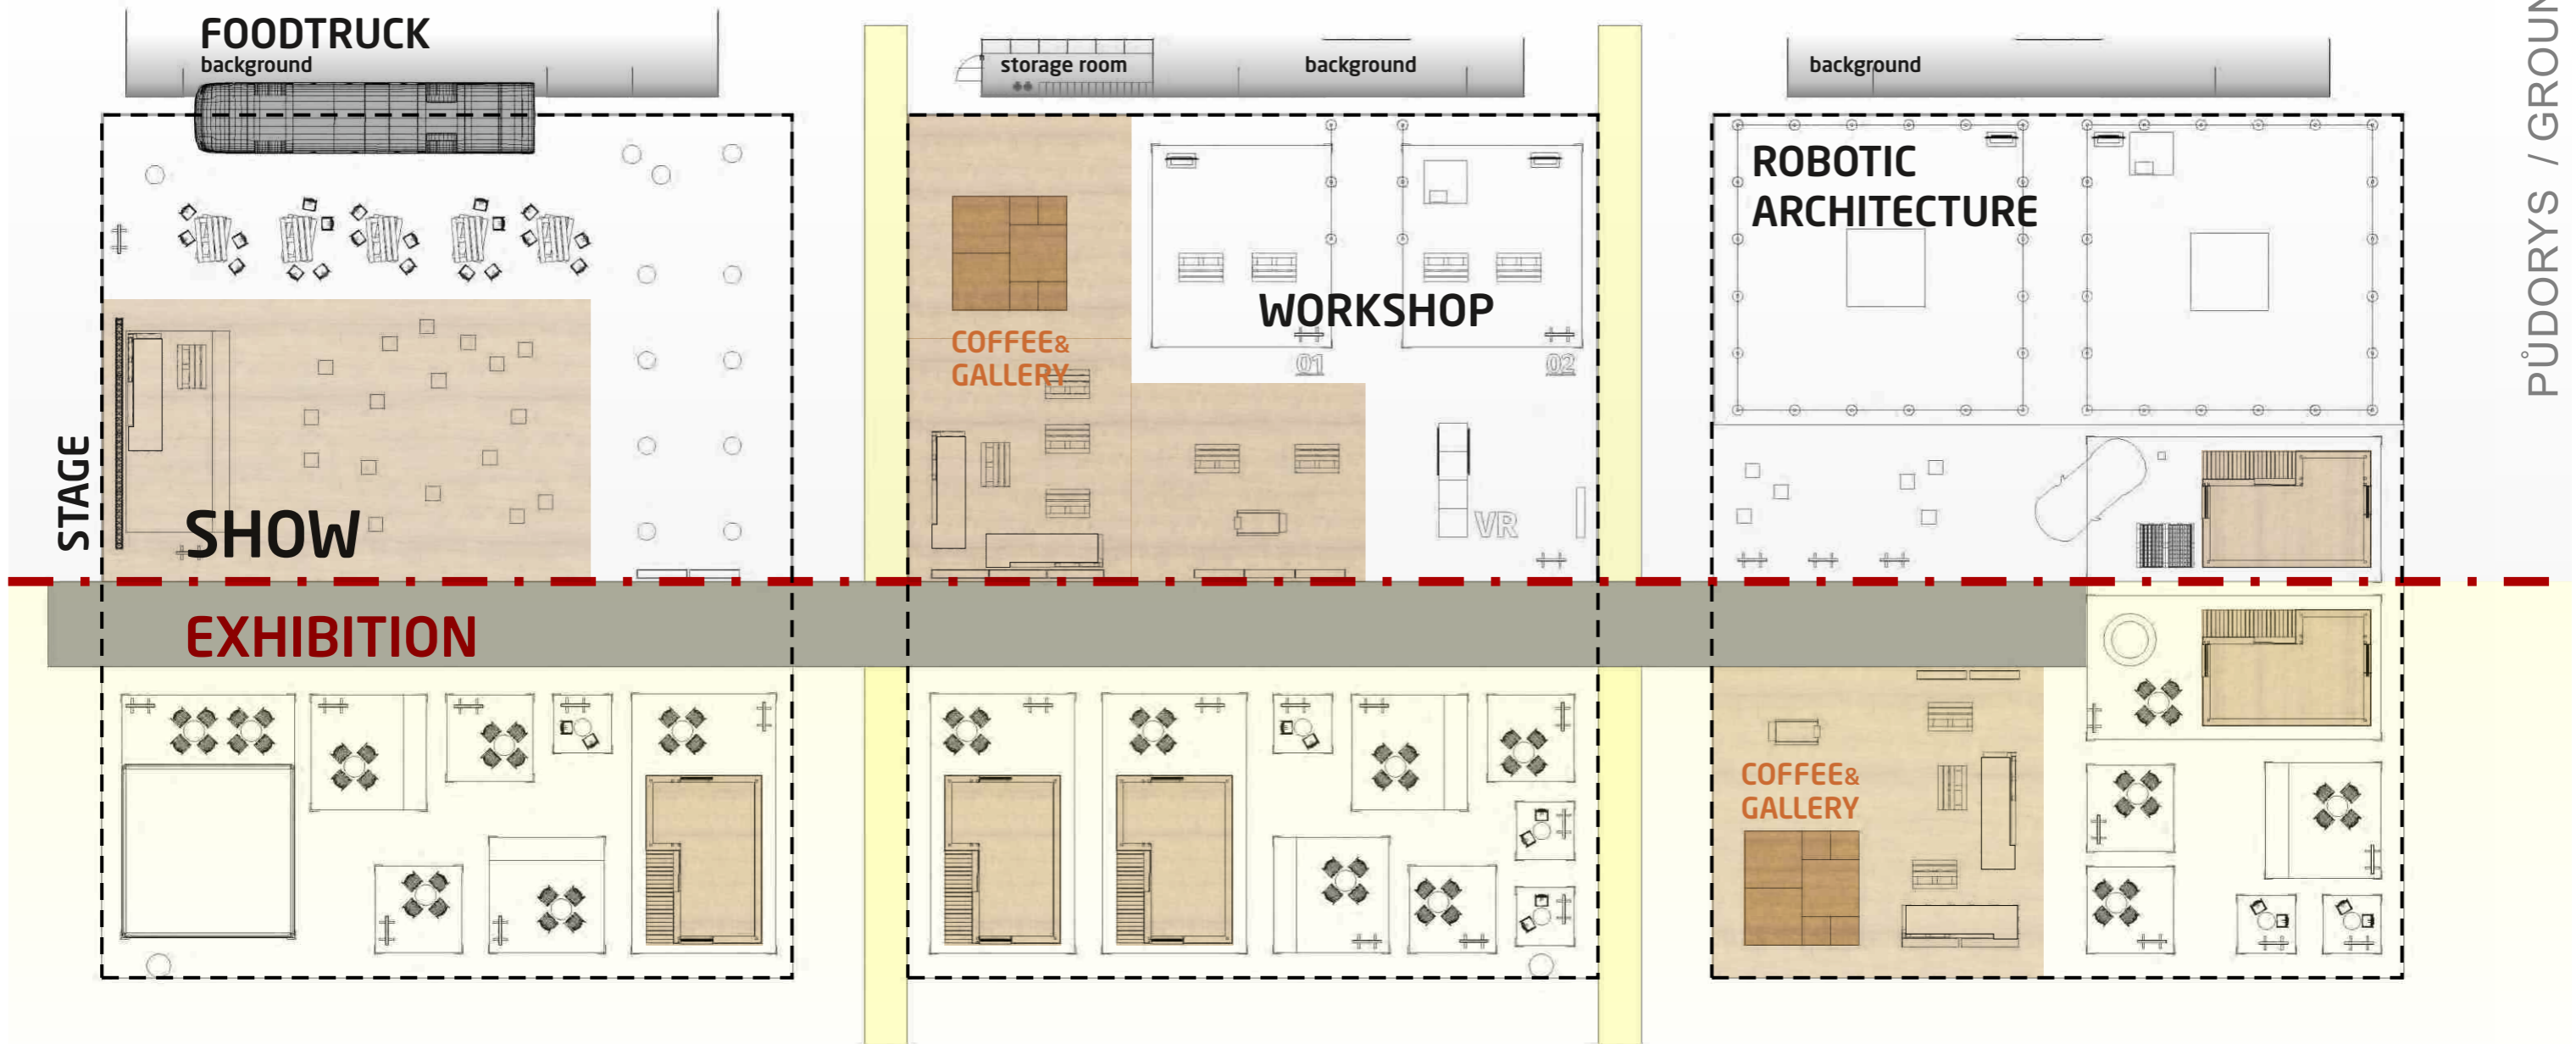 FOODTRUCK
background
storage room
background
background
ROBOTIC
ARCHITECTURE
WORKSHOP
COFFEE&
GALLERY
01
02
STAGE
SHOW
VR
EXHIBITION
COFFEE&
GALLERY
PŮDORYS / GROUN